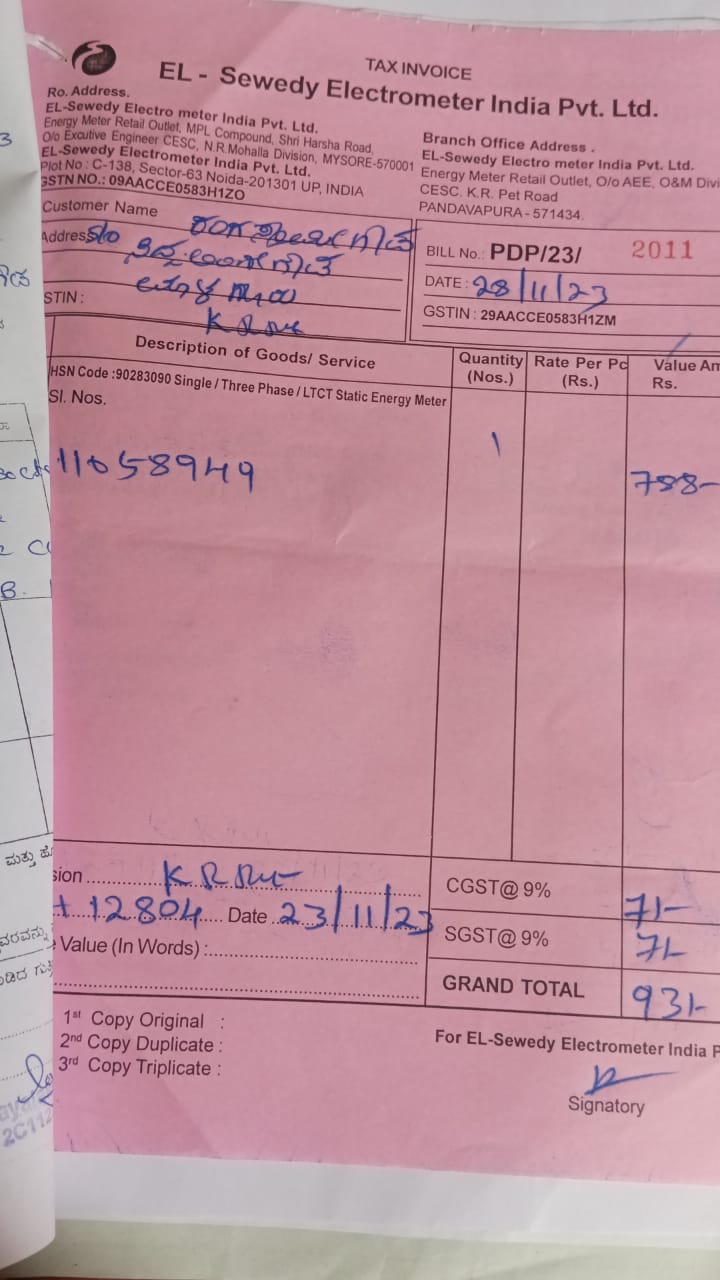 TAX INVOICE
EL - Sewedy Electrometer India Pvt. Ltd.
Ro. Address.
EL-Sewedy Electro meter India Pvt. Ltd.
Energy Meter Retail Outlet, MPL Compound, Shri Harsha Road,
O/o Excutive Engineer CESC, N.R.Mohalla Division, MYSORE-570001
EL-Sewedy Electrometer India Pvt. Ltd.
Plot No : C-138, Sector-63 Noida-201301 UP, INDIA
GSTN NO.: 09AACCE0583H1ZO
Branch Office Address .
EL-Sewedy Electro meter India Pvt. Ltd.
Energy Meter Retail Outlet, O/o AEE, O&M Divi
CESC. K.R. Pet Road
PANDAVAPURA - 571434.
Customer Name
Address S/o
STIN :
BILL No.: PDP/23/ 2011
DATE : 28/11/23
GSTIN : 29AACCE0583H1ZM
Description of Goods/ Service
Quantity (Nos.)
Rate Per Pc (Rs.)
Value Am Rs.
HSN Code :90283090 Single / Three Phase / LTCT Static Energy Meter
Sl. Nos.
11058949 1 788-
sion
12804 Date 23/11/23
Value (In Words) :
CGST@ 9% 71-
SGST@ 9% 71-
GRAND TOTAL 931-
1st Copy Original :
2nd Copy Duplicate :
3rd Copy Triplicate :
For EL-Sewedy Electrometer India P
Signatory
ಮತ್ತು
2C112